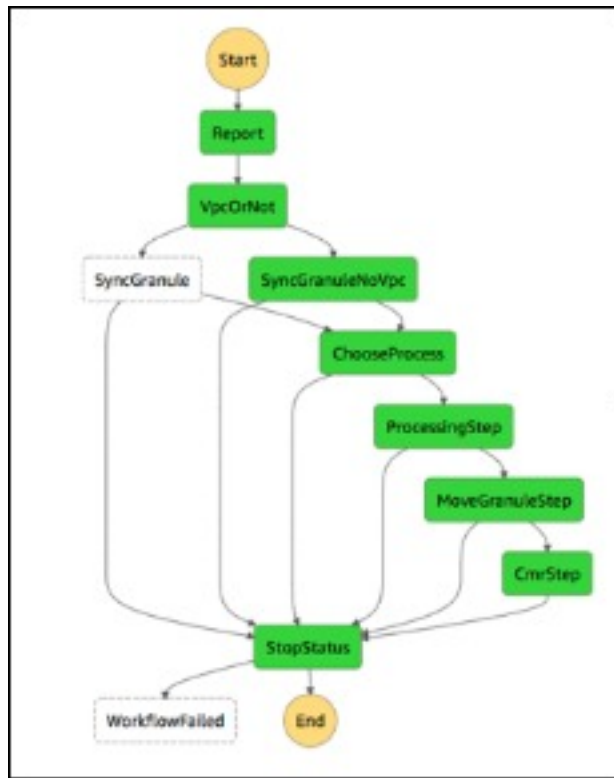 Start
Report
VpcOrNot
SyncGranule
SyncGranuleNoVpc
ChooseProcess
ProcessingStep
MoveGranuleStep
CmrStep
StopStatus
WorkflowFailed
End